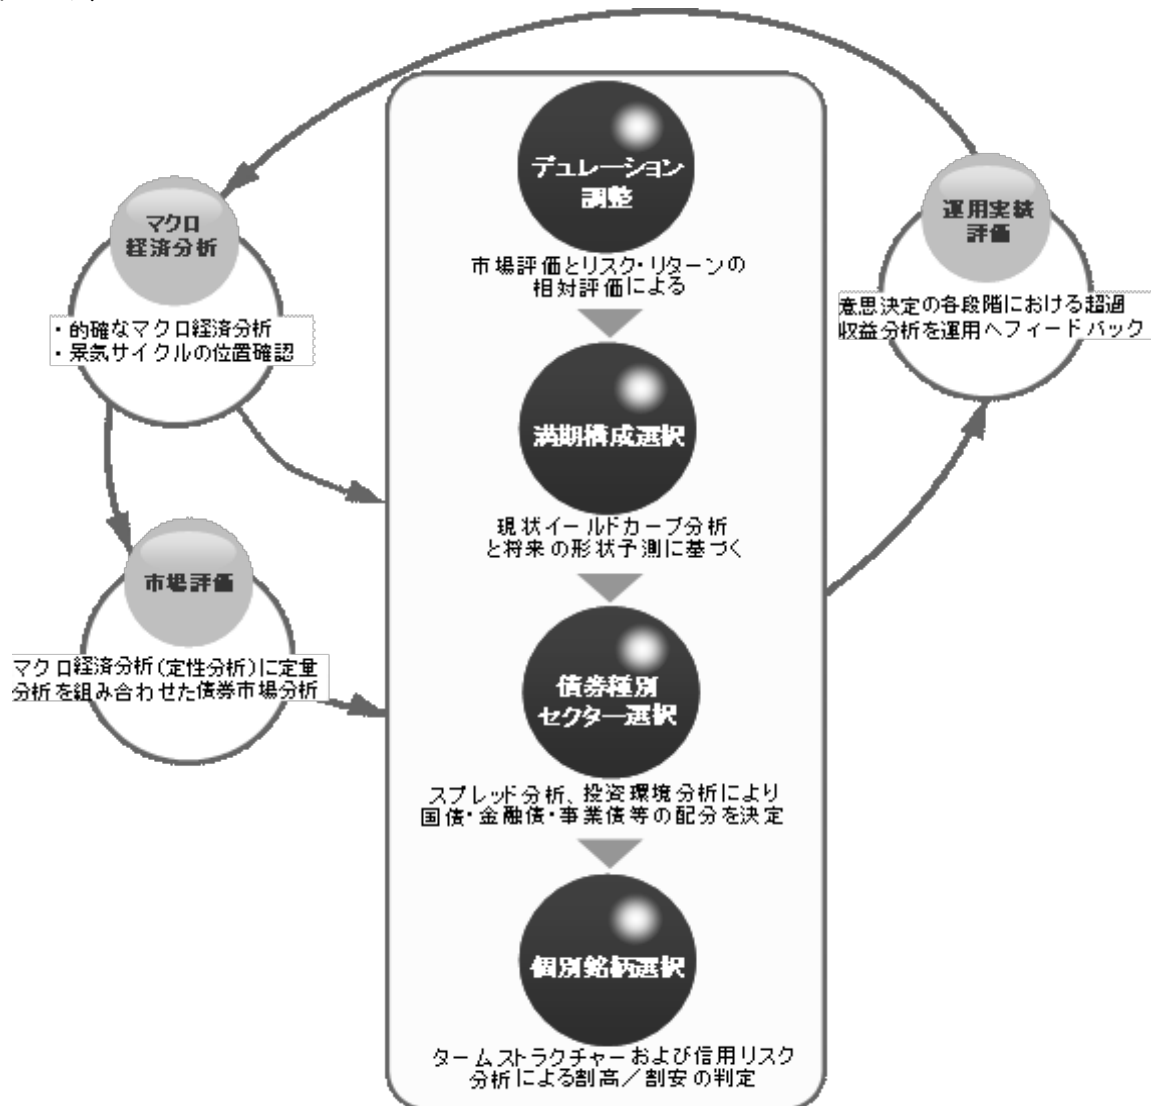 マクロ
経済分析
・的確なマクロ経済分析
・景気サイクルの位置確認
市場評価
マクロ経済分析(定性分析)に定量
分析を組み合わせた債券市場分析
デュレーション
調整
市場評価とリスク・リターンの
相対評価による
満期構成選択
現状イールドカーブ分析
と将来の形状予測に基づく
債券種別
セクター選択
スプレッド分析、投資環境分析により
国債・金融債・事業債等の配分を決定
個別銘柄選択
タームストラクチャーおよび信用リスク
分析による割高／割安の判定
運用実績
評価
意思決定の各段階における超過
収益分析を運用へフィードバック